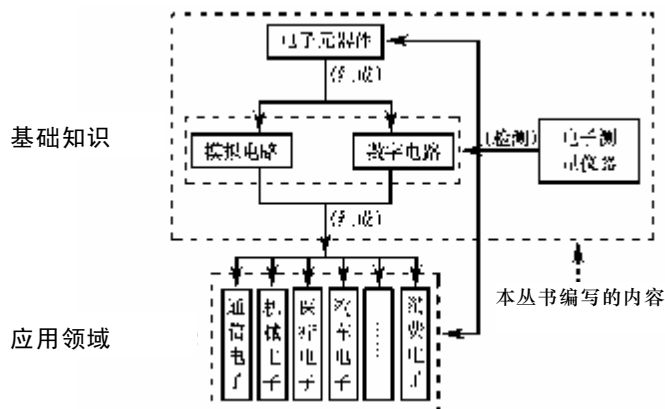 电子元器件
(组成)
基础知识
模拟电路
数字电路
(检测)
电子测
量仪器
(组成)
本丛书编写的内容
应用领域
通信电子
机械电子
医疗电子
汽车电子
……
消费电子